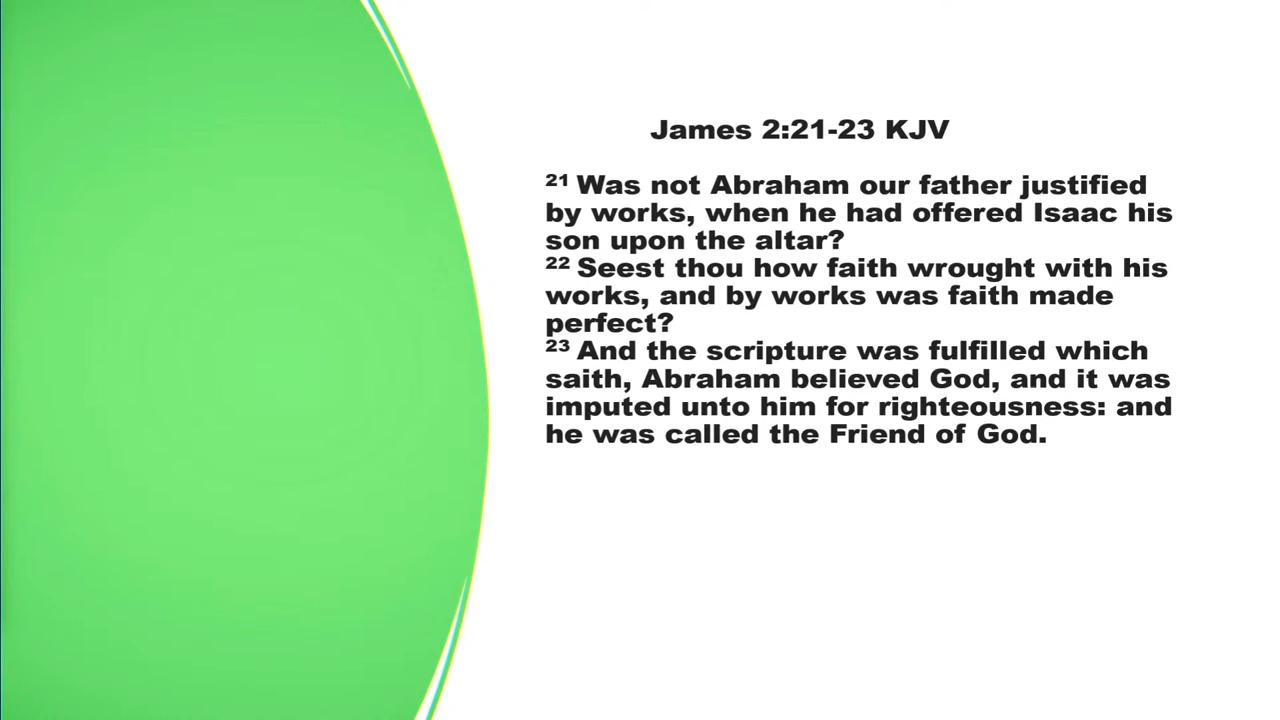 James 2:21-23 KJV
21 Was not Abraham our father justified
by works, when he had offered Isaac his
son upon the altar?
22 Seest thou how faith wrought with his
works, and by works was faith made
perfect?
23 And the scripture was fulfilled which
saith, Abraham believed God, and it was
imputed unto him for righteousness: and
he was called the Friend of God.